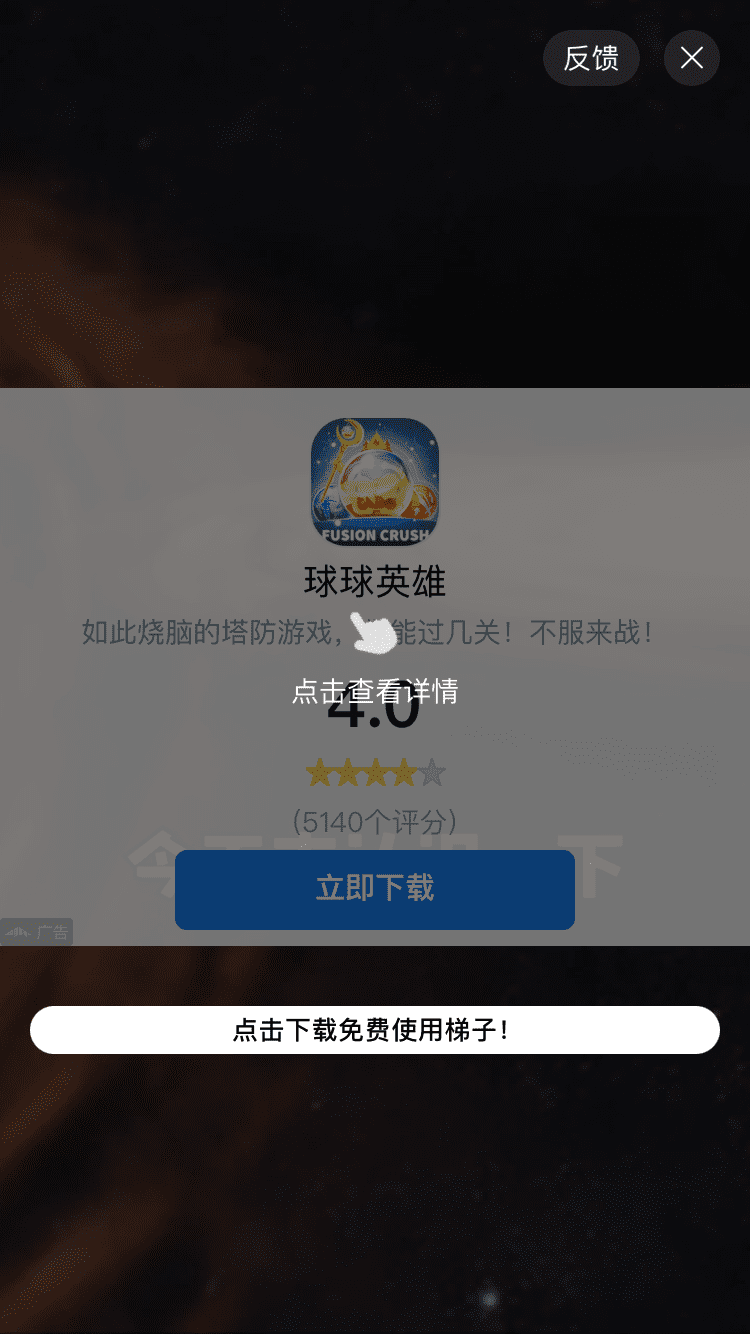 反馈
FUSION CRUSH
球球英雄
如此烧脑的塔防游戏，能过几关！不服来战！
点击查看详情
4.0
(5140个评分)
立即下载
广告
点击下载免费使用梯子！